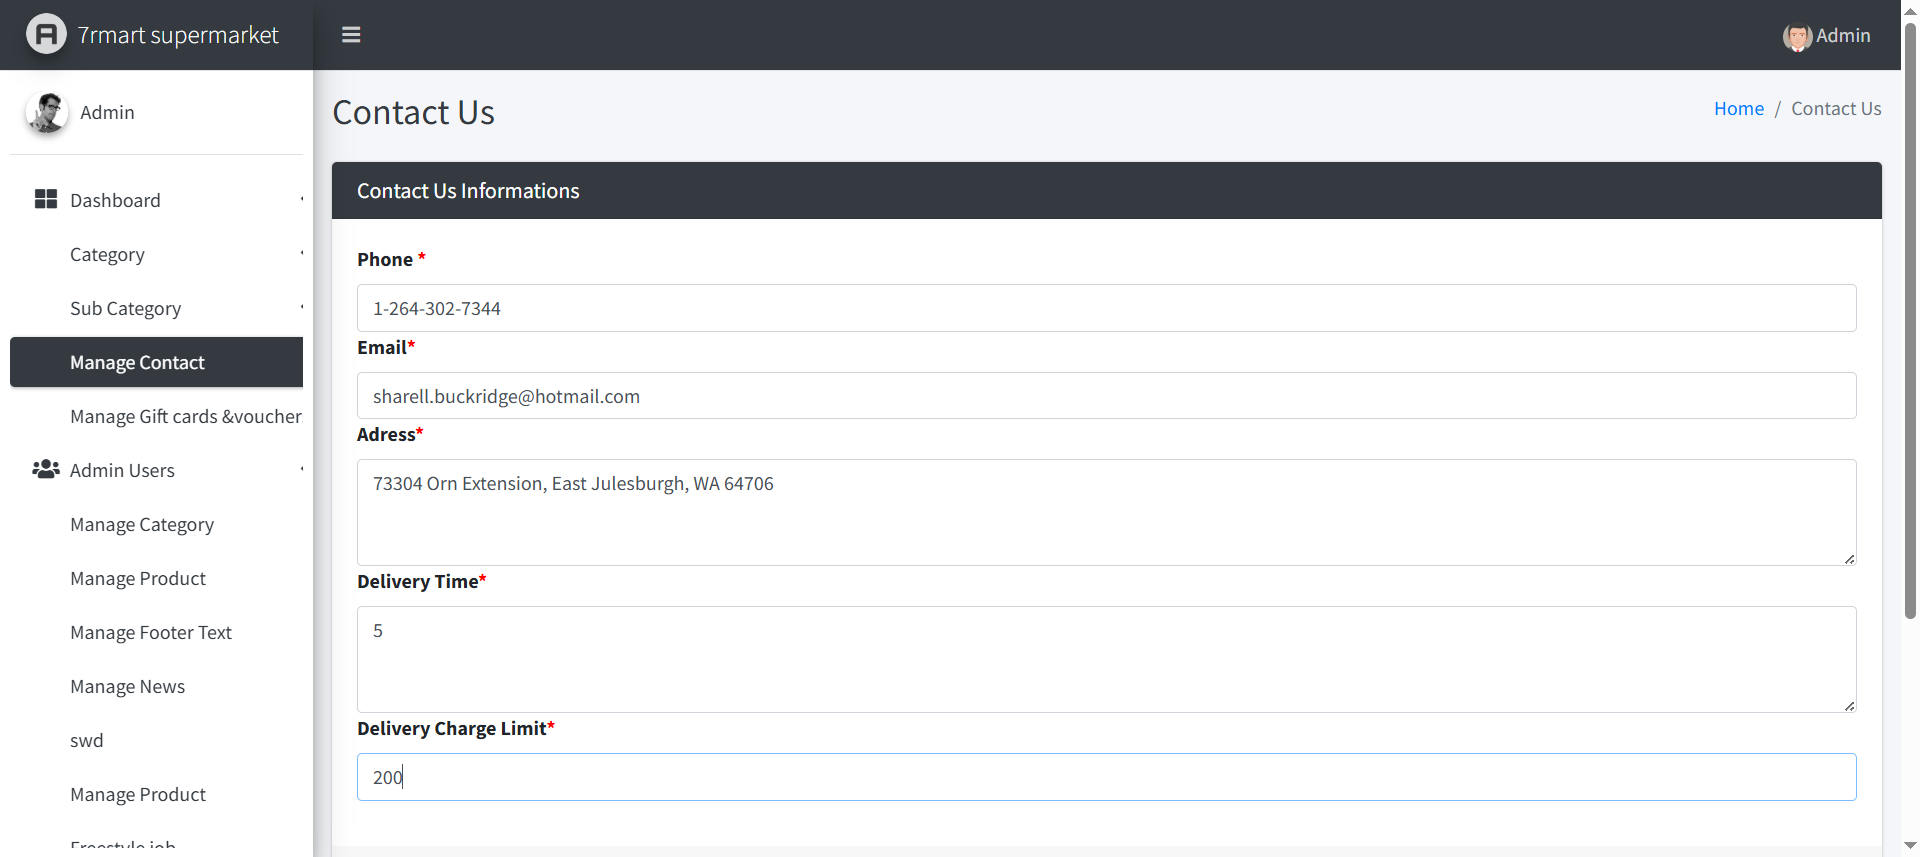 7rmart supermarket
Admin
Admin
Contact Us
Home / Contact Us
Dashboard
Category
Sub Category
Manage Contact
Manage Gift cards &voucher
Admin Users
Manage Category
Manage Product
Manage Footer Text
Manage News
swd
Manage Product
Freestyle job
Contact Us Informations
Phone *
1-264-302-7344
Email*
sharell.buckridge@hotmail.com
Adress*
73304 Orn Extension, East Julesburgh, WA 64706
Delivery Time*
5
Delivery Charge Limit*
200